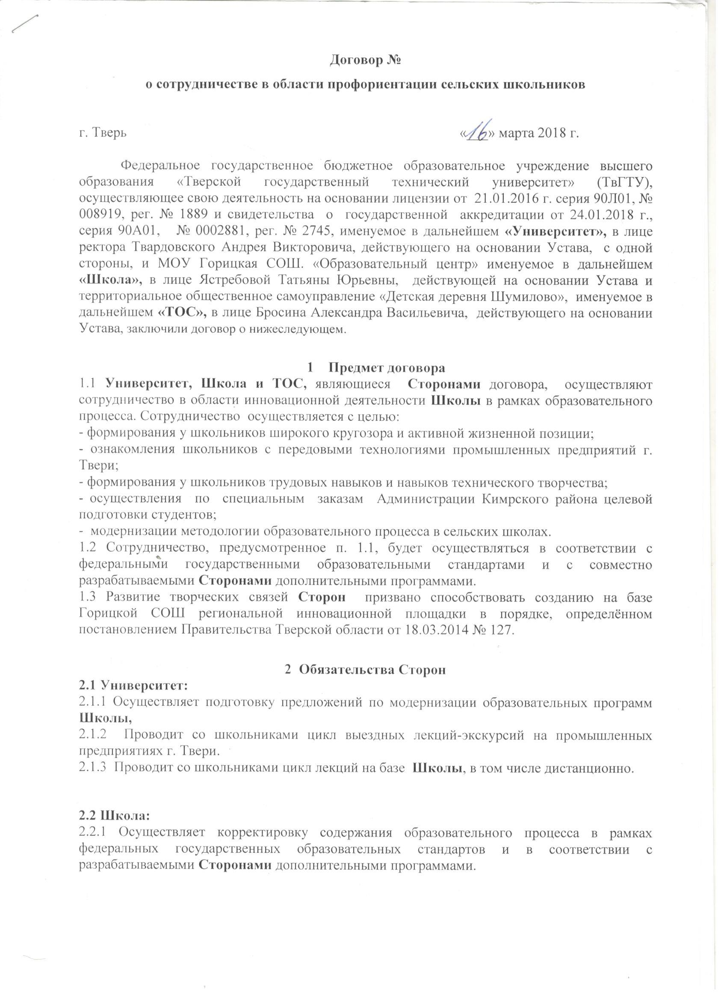 Договор №
о сотрудничестве в области профориентации сельских школьников
г. Тверь «16» марта 2018 г.
Федеральное государственное бюджетное образовательное учреждение высшего
образования «Тверской государственный технический университет» (ТвГТУ),
осуществляющее свою деятельность на основании лицензии от 21.01.2016 г. серия 90Л01, №
008919, рег. № 1889 и свидетельства о государственной аккредитации от 24.01.2018 г.,
серия 90А01, № 0002881, рег. № 2745, именуемое в дальнейшем «Университет», в лице
ректора Твардовского Андрея Викторовича, действующего на основании Устава, с одной
стороны, и МОУ Горицкая СОШ. «Образовательный центр» именуемое в дальнейшем
«Школа», в лице Ястребовой Татьяны Юрьевны, действующей на основании Устава и
территориальное общественное самоуправление «Детская деревня Шумилово», именуемое в
дальнейшем «ТОС», в лице Бросина Александра Васильевича, действующего на основании
Устава, заключили договор о нижеследующем.
1 Предмет договора
1.1 Университет, Школа и ТОС, являющиеся Сторонами договора, осуществляют
сотрудничество в области инновационной деятельности Школы в рамках образовательного
процесса. Сотрудничество осуществляется с целью:
- формирования у школьников широкого кругозора и активной жизненной позиции;
- ознакомления школьников с передовыми технологиями промышленных предприятий г.
Твери;
- формирования у школьников трудовых навыков и навыков технического творчества;
- осуществления по специальным заказам Администрации Кимрского района целевой
подготовки студентов;
- модернизации методологии образовательного процесса в сельских школах.
1.2 Сотрудничество, предусмотренное п. 1.1, будет осуществляться в соответствии с
федеральными государственными образовательными стандартами и с совместно
разрабатываемыми Сторонами дополнительными программами.
1.3 Развитие творческих связей Сторон призвано способствовать созданию на базе
Горицкой СОШ региональной инновационной площадки в порядке, определённом
постановлением Правительства Тверской области от 18.03.2014 № 127.
2 Обязательства Сторон
2.1 Университет:
2.1.1 Осуществляет подготовку предложений по модернизации образовательных программ
Школы,
2.1.2 Проводит со школьниками цикл выездных лекций-экскурсий на промышленных
предприятиях г. Твери.
2.1.3 Проводит со школьниками цикл лекций на базе Школы, в том числе дистанционно.
2.2 Школа:
2.2.1 Осуществляет корректировку содержания образовательного процесса в рамках
федеральных государственных образовательных стандартов и в соответствии с
разрабатываемыми Сторонами дополнительными программами.